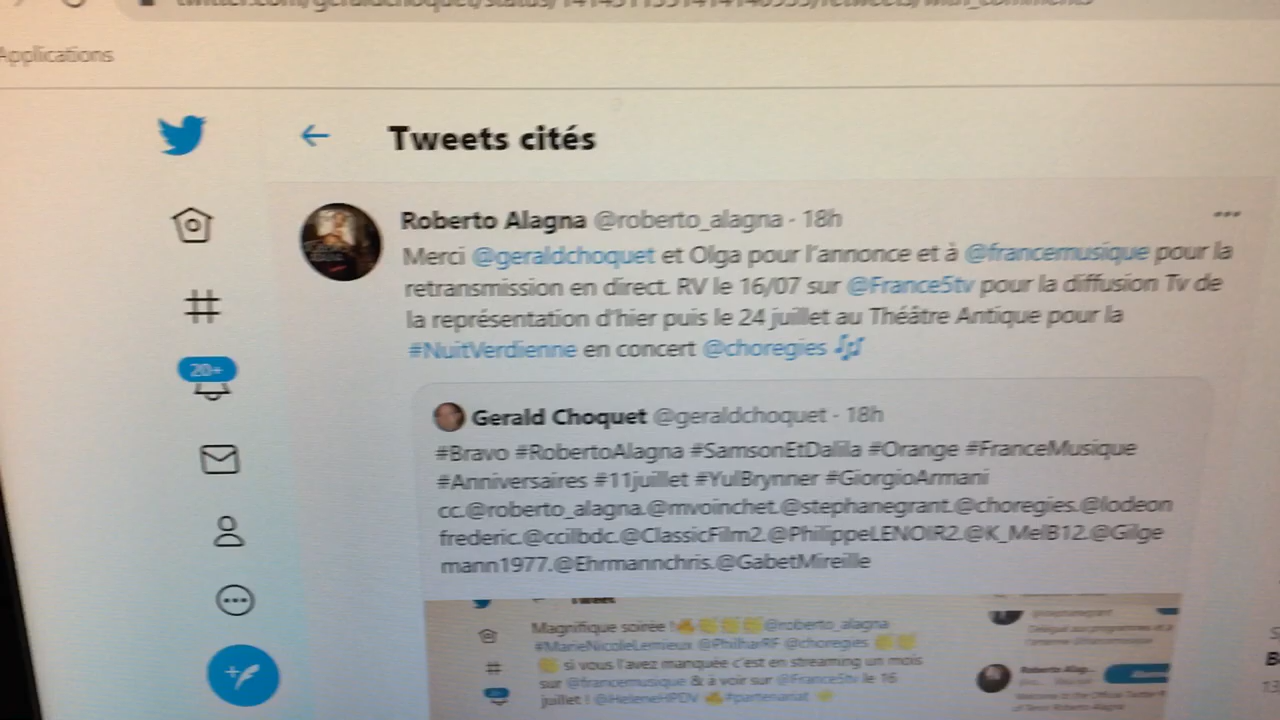 Applications
Tweets cités
Roberto Alagna @roberto_alagna · 18h
Merci @geraldchoquet et Olga pour l'annonce et à @francemusique pour la
retransmission en direct. RV le 16/07 sur @France5tv pour la diffusion Tv de
la représentation d'hier puis le 24 juillet au Théâtre Antique pour la
#NuitVerdienne en concert @choregies 🎶
20+
Gerald Choquet @geraldchoquet · 18h
#Bravo #RobertoAlagna #SamsonEtDalila #Orange #FranceMusique
#Anniversaires #11juillet #YulBrynner #GiorgioArmani
cc.@roberto_alagna.@mvoinchet.@stephanegrant.@choregies.@lodeon
frederic.@ccilbdc.@ClassicFilm2.@PhilippeLENOIR2.@K_MelB12.@Gilge
mann1977.@Ehrmannchris.@GabetMireille
Tweet
Magnifique soirée ! @roberto_alagna
#MarieNicoleLemieux @PhilharRF @choregies
si vous l'avez manquée c'est en streaming un mois
sur @francemusique & à voir sur @France5tv le 16
juillet ! @HeleneHPDV #partenariat
Roberto Alag...